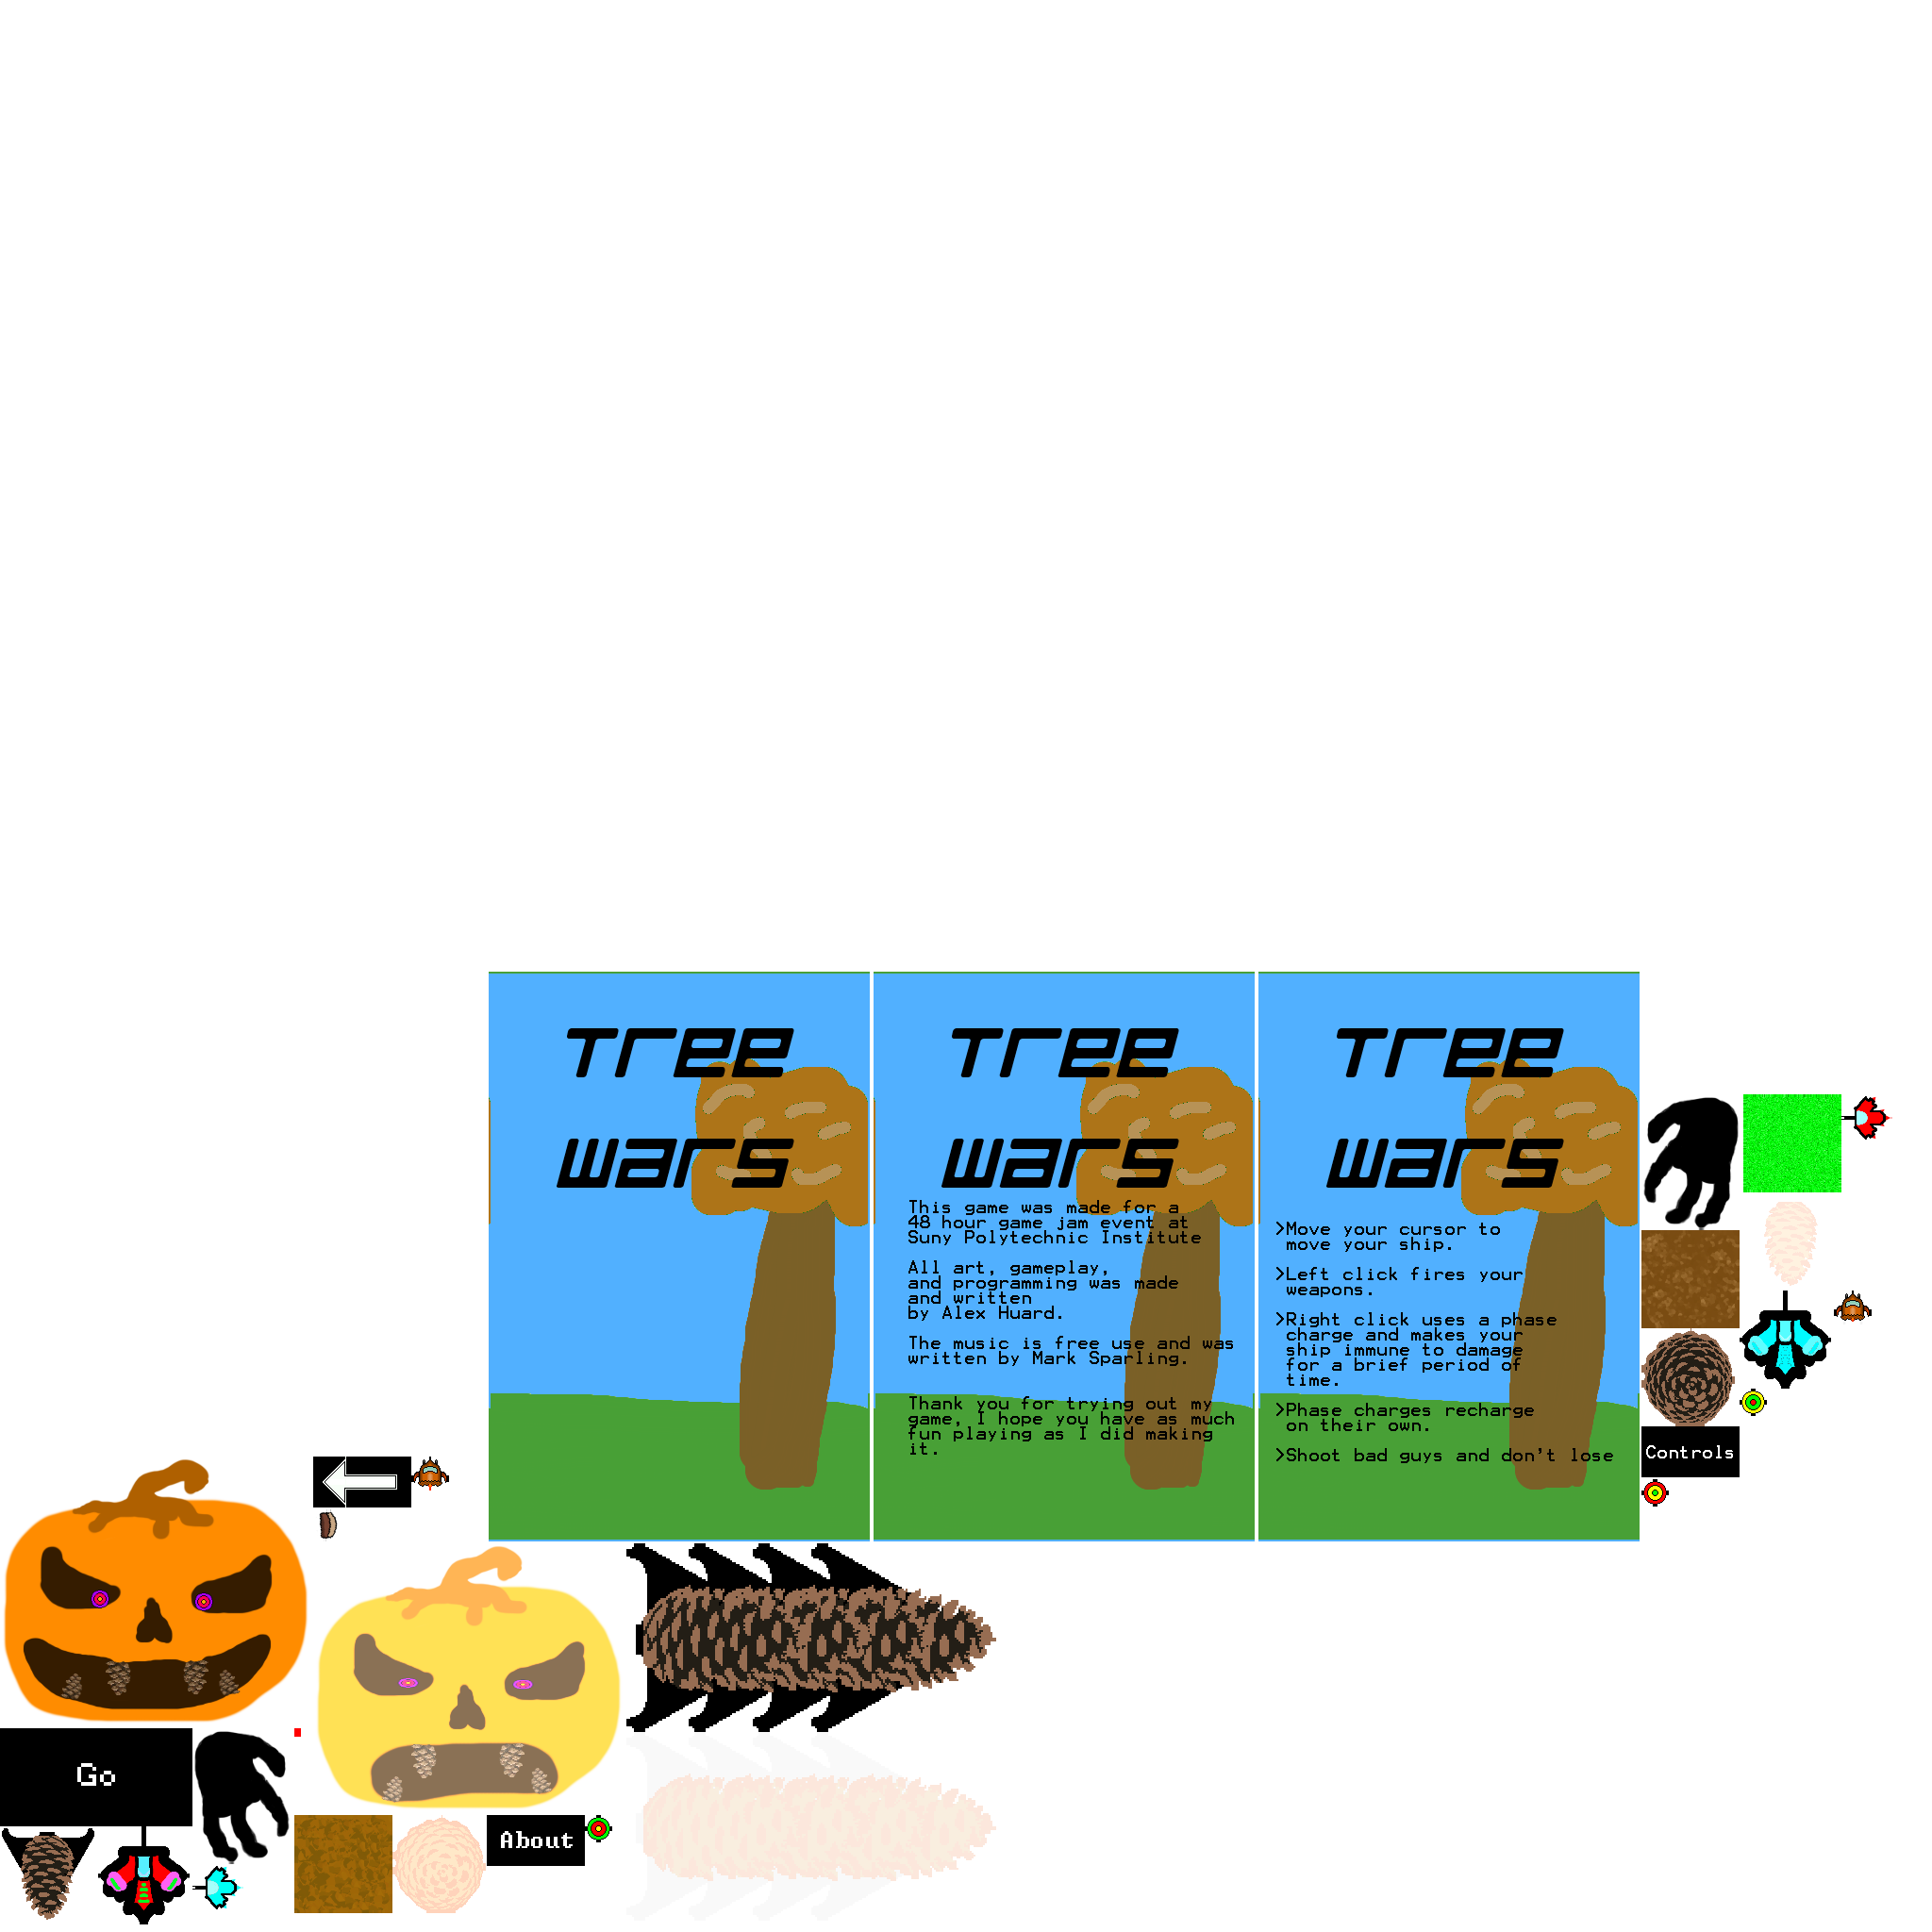 Tree
Wars
Tree
Wars
This game was made for a
48 hour game jam event at
Suny Polytechnic Institute
All art, gameplay,
and programming was made
and written
by Alex Huard.
The music is free use and was
written by Mark Sparling.
Thank you for trying out my
game, I hope you have as much
fun playing as I did making
it.
Tree
Wars
>Move your cursor to
move your ship.
>Left click fires your
weapons.
>Right click uses a phase
charge and makes your
ship immune to damage
for a brief period of
time.
>Phase charges recharge
on their own.
>Shoot bad guys and don't lose
Controls
Go
About